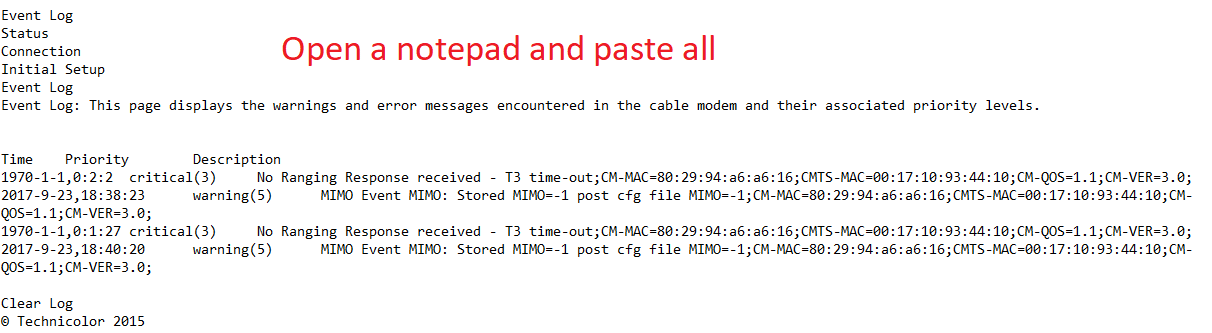 Event Log
Status
Connection
Open a notepad and paste all
Initial Setup
Event Log
Event Log: This page displays the warnings and error messages encountered in the cable modem and their associated priority levels.
Time Priority Description
1970-1-1,0:2:2 critical(3) No Ranging Response received - T3 time-out;CM-MAC=80:29:94:a6:a6:16;CMTS-MAC=00:17:10:93:44:10;CM-QOS=1.1;CM-VER=3.0;
2017-9-23,18:38:23 warning(5) MIMO Event MIMO: Stored MIMO=-1 post cfg file MIMO=-1;CM-MAC=80:29:94:a6:a6:16;CMTS-MAC=00:17:10:93:44:10;CM-
QOS=1.1;CM-VER=3.0;
1970-1-1,0:1:27 critical(3) No Ranging Response received - T3 time-out;CM-MAC=80:29:94:a6:a6:16;CMTS-MAC=00:17:10:93:44:10;CM-QOS=1.1;CM-VER=3.0;
2017-9-23,18:40:20 warning(5) MIMO Event MIMO: Stored MIMO=-1 post cfg file MIMO=-1;CM-MAC=80:29:94:a6:a6:16;CMTS-MAC=00:17:10:93:44:10;CM-
QOS=1.1;CM-VER=3.0;
Clear Log
© Technicolor 2015